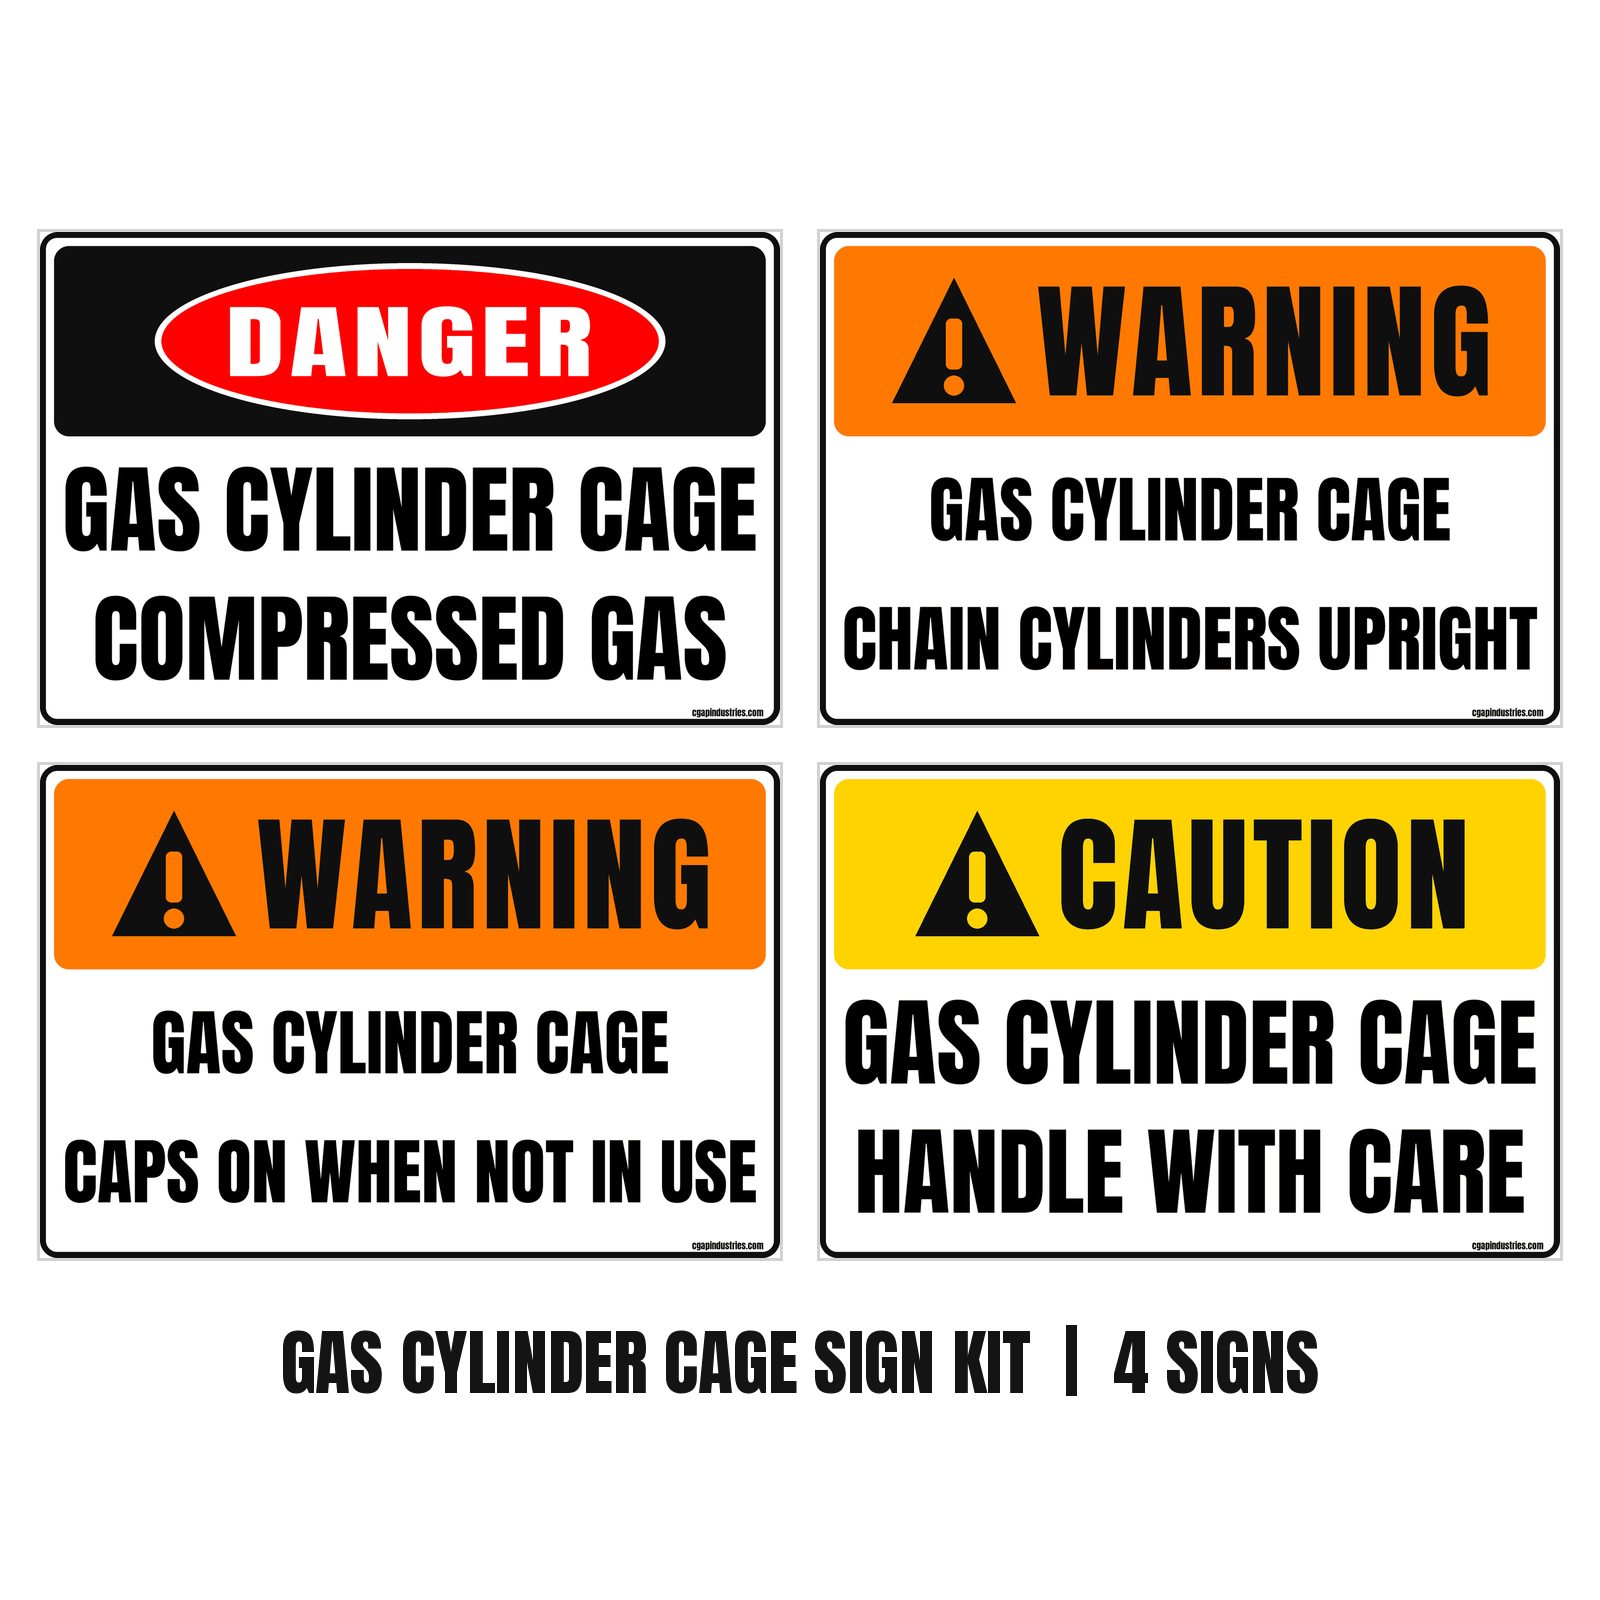 DANGER
GAS CYLINDER CAGE
COMPRESSED GAS
cgapindustries.com
WARNING
GAS CYLINDER CAGE
CHAIN CYLINDERS UPRIGHT
cgapindustries.com
WARNING
GAS CYLINDER CAGE
CAPS ON WHEN NOT IN USE
cgapindustries.com
CAUTION
GAS CYLINDER CAGE
HANDLE WITH CARE
cgapindustries.com
GAS CYLINDER CAGE SIGN KIT | 4 SIGNS